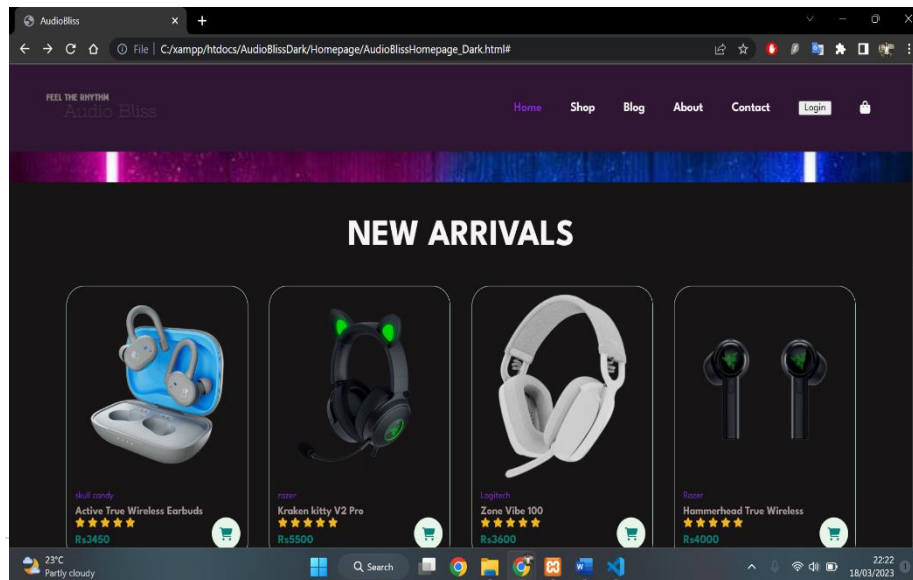 AudioBliss
File | C:/xampp/htdocs/AudioBlissDark/Homepage/AudioBlissHomepage_Dark.html#
FEEL THE RHYTHM
Audio Bliss
Home Shop Blog About Contact Login
NEW ARRIVALS
skull candy
Active True Wireless Earbuds
Rs3450
razer
Kraken kitty V2 Pro
Rs5500
Logitech
Zone Vibe 100
Rs3600
Razer
Hammerhead True Wireless
Rs4000
23°C
Partly cloudy
Search
22:22
18/03/2023